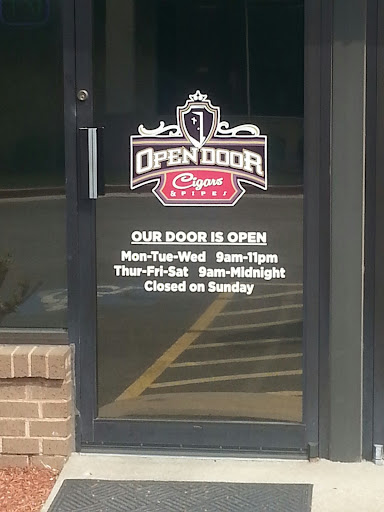 OPEN DOOR
Cigars
& PIPES
OUR DOOR IS OPEN
Mon-Tue-Wed 9am-11pm
Thur-Fri-Sat 9am-Midnight
Closed on Sunday